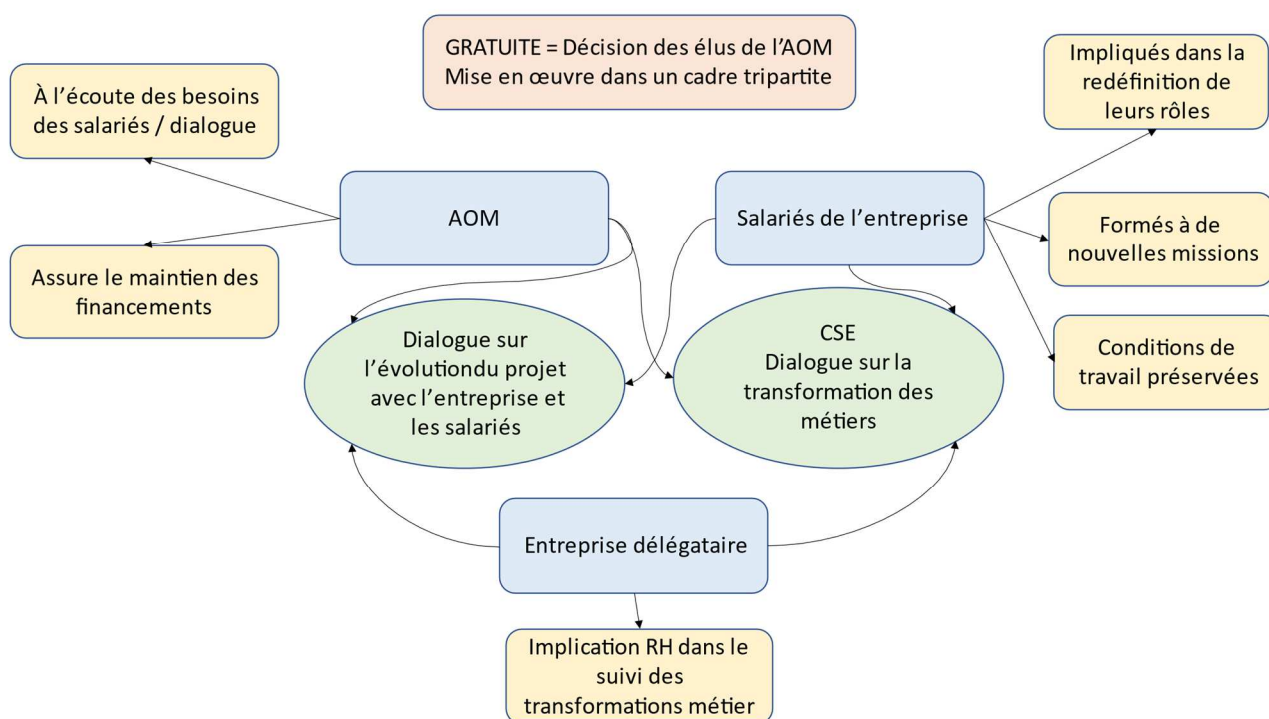 GRATUITE = Décision des élus de l’AOM
Mise en œuvre dans un cadre tripartite
À l’écoute des besoins
des salariés / dialogue
Impliqués dans la
redéfinition de
leurs rôles
AOM
Salariés de l’entreprise
Assure le maintien des
financements
Formés à de
nouvelles missions
Dialogue sur
l’évolutiondu projet
avec l’entreprise et
les salariés
CSE
Dialogue sur la
transformation des
métiers
Conditions de
travail préservées
Entreprise délégataire
Implication RH dans le
suivi des
transformations métier